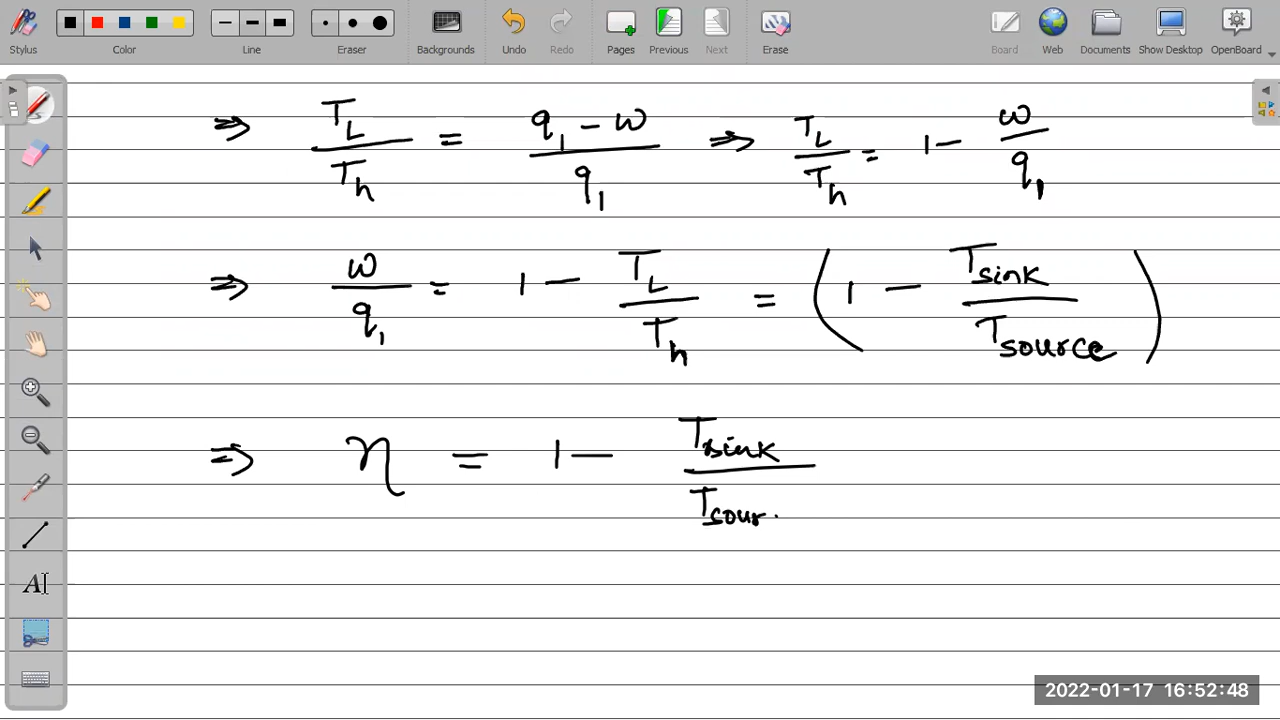 Stylus Color Line Eraser Backgrounds Undo Redo Pages Previous Next Erase Board Web Documents Show Desktop OpenBoard
⇒ T_L/T_h = (q_1 - w)/q_1 ⇒ T_L/T_h = 1 - w/q_1
⇒ w/q_1 = 1 - T_L/T_h = (1 - T_sink/T_source)
⇒ η = 1 - T_sink/T_sour
AI
2022-01-17 16:52:48